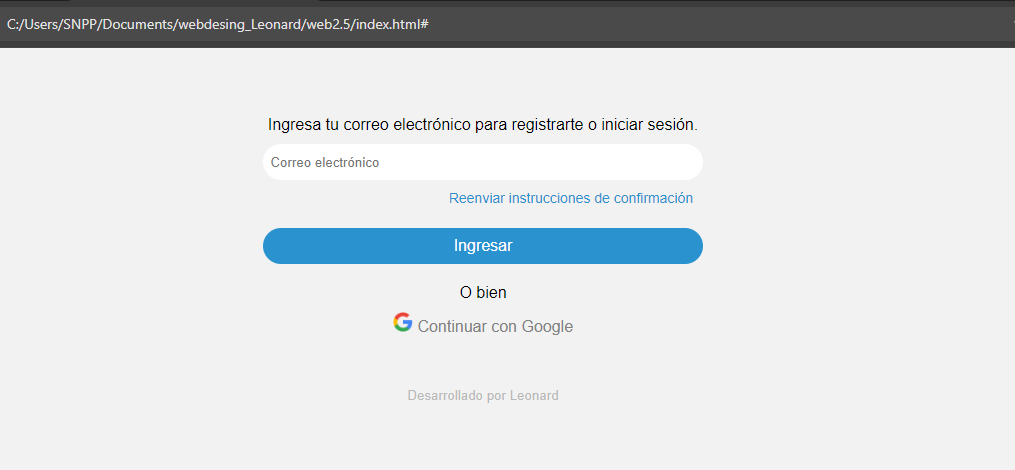 C:/Users/SNPP/Documents/webdesing_Leonard/web2.5/index.html#
Ingresa tu correo electrónico para registrarte o iniciar sesión.
Correo electrónico
Reenviar instrucciones de confirmación
Ingresar
O bien
Continuar con Google
Desarrollado por Leonard